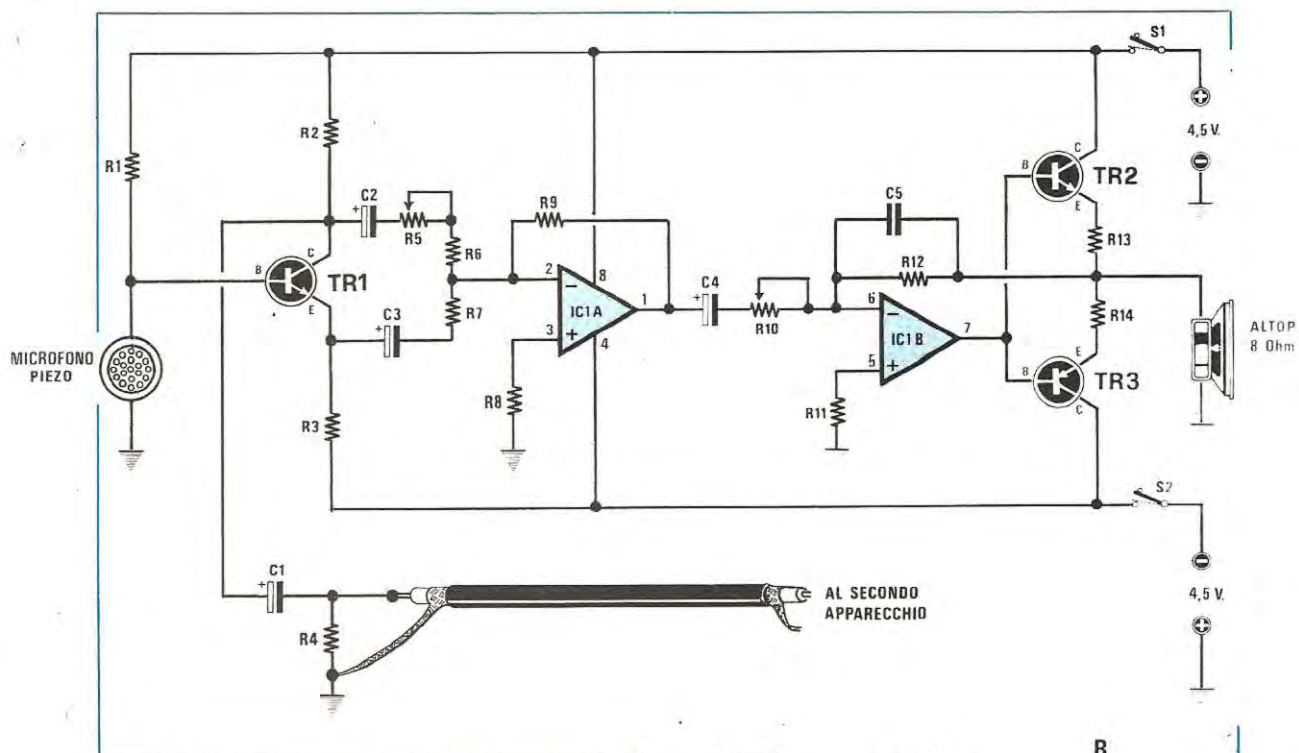 S1
R2
4,5 V.
R1
C
B
TR2
C2
R9
C5
E
R5
R6
R13
C
R12
B
TR1
2
8
C4
E
C3
R7
IC1A
1
6
R10
R14
ALTOP
8 Ohm
3
4
IC1B
7
E
MICROFONO
PIEZO
5
B
TR3
R8
R11
C
R3
S2
C1
AL SECONDO
APPARECCHIO
4,5 V.
R4
R